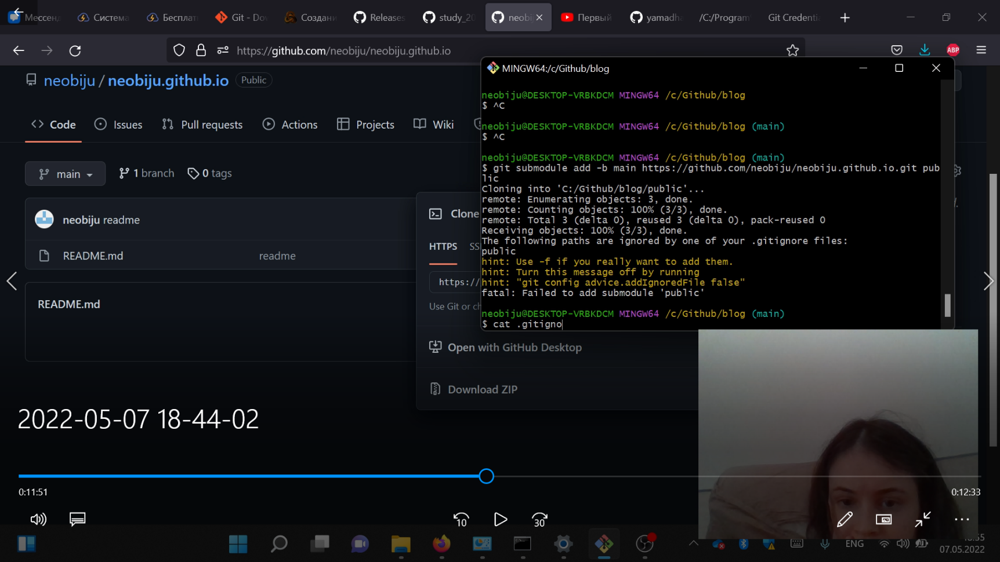 Мессен
Система
Бесплат
Git - Do
Создани
Releases
study_20
neobij
Первый
yamadha
/C:/Program
Git Credenti
https://github.com/neobiju/neobiju.github.io
ABP
neobiju / neobiju.github.io Public
Code
Issues
Pull requests
Actions
Projects
Wiki
main
1 branch
0 tags
neobiju readme
README.md
readme
README.md
Clone
HTTPS
SS
https://
Use Git or ch
Open with GitHub Desktop
Download ZIP
MINGW64:/c/Github/blog
neobiju@DESKTOP-VRBKDCM MINGW64 /c/Github/blog
$ ^C
neobiju@DESKTOP-VRBKDCM MINGW64 /c/Github/blog (main)
$ ^C
neobiju@DESKTOP-VRBKDCM MINGW64 /c/Github/blog (main)
$ git submodule add -b main https://github.com/neobiju/neobiju.github.io.git pub
lic
Cloning into 'C:/Github/blog/public'...
remote: Enumerating objects: 3, done.
remote: Counting objects: 100% (3/3), done.
remote: Total 3 (delta 0), reused 3 (delta 0), pack-reused 0
Receiving objects: 100% (3/3), done.
The following paths are ignored by one of your .gitignore files:
public
hint: Use -f if you really want to add them.
hint: Turn this message off by running
hint: "git config advice.addIgnoredFile false"
fatal: Failed to add submodule 'public'
neobiju@DESKTOP-VRBKDCM MINGW64 /c/Github/blog (main)
$ cat .gitigno
2022-05-07 18-44-02
0:11:51
0:12:33
10
30
ENG
07.05.2022